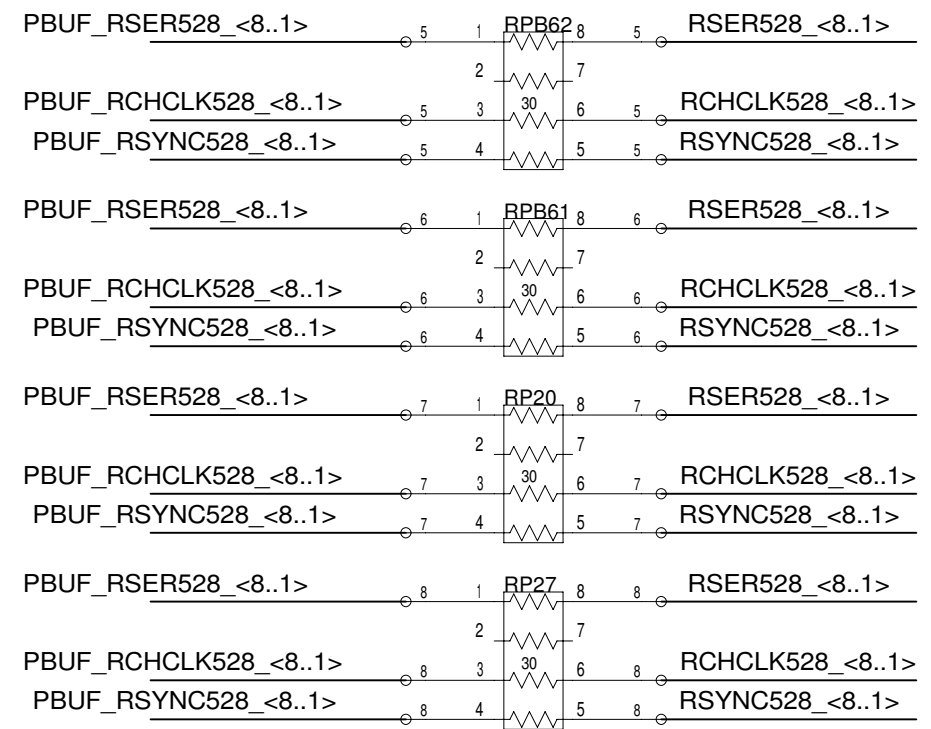 PBUF_RSER528_<8..1> 5 1 RPB62 8 5 RSER528_<8..1>
2 7
PBUF_RCHCLK528_<8..1> 5 3 30 6 5 RCHCLK528_<8..1>
PBUF_RSYNC528_<8..1> 5 4 5 5 RSYNC528_<8..1>
PBUF_RSER528_<8..1> 6 1 RPB61 8 6 RSER528_<8..1>
2 7
PBUF_RCHCLK528_<8..1> 6 3 30 6 6 RCHCLK528_<8..1>
PBUF_RSYNC528_<8..1> 6 4 5 6 RSYNC528_<8..1>
PBUF_RSER528_<8..1> 7 1 RP20 8 7 RSER528_<8..1>
2 7
PBUF_RCHCLK528_<8..1> 7 3 30 6 7 RCHCLK528_<8..1>
PBUF_RSYNC528_<8..1> 7 4 5 7 RSYNC528_<8..1>
PBUF_RSER528_<8..1> 8 1 RP27 8 8 RSER528_<8..1>
2 7
PBUF_RCHCLK528_<8..1> 8 3 30 6 8 RCHCLK528_<8..1>
PBUF_RSYNC528_<8..1> 8 4 5 8 RSYNC528_<8..1>